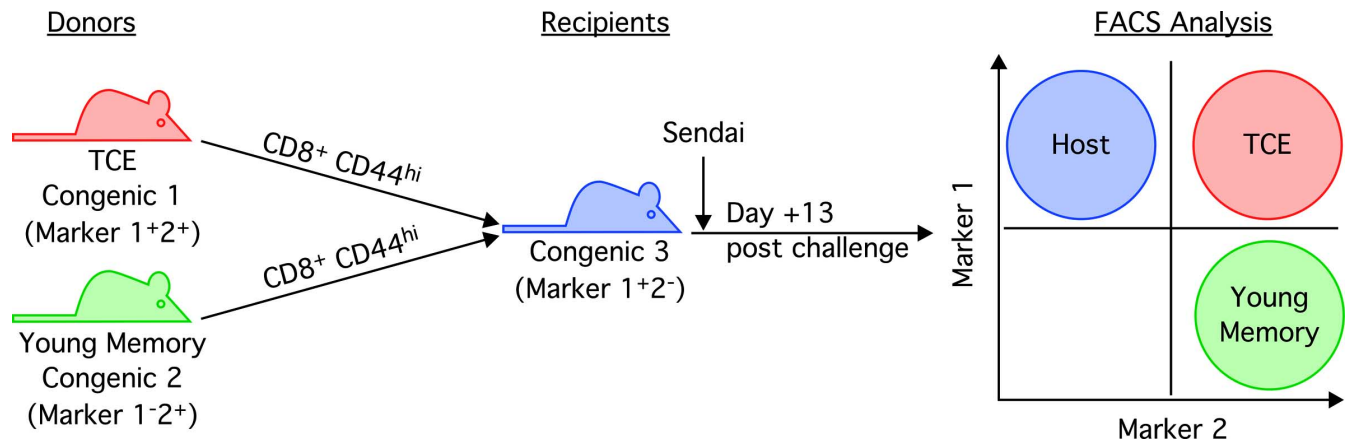 Donors
TCE
Congenic 1
(Marker 1⁺2⁺)
Young Memory
Congenic 2
(Marker 1⁻2⁺)
CD8⁺ CD44ʰⁱ
CD8⁺ CD44ʰⁱ
Recipients
Congenic 3
(Marker 1⁺2⁻)
Sendai
Day +13
post challenge
FACS Analysis
Marker 1
Host
TCE
Young
Memory
Marker 2